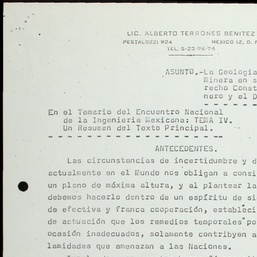 LIC. ALBERTO TERRONES BENITEZ
PESTALOZZI 924 MEXICO 12, D.
TEL. 5-23-98-78
ASUNTO.-La Geologia
Minera en
recho Const
nero y el D
En el Temario del Encuentro Nacional
de la Ingenieria Mexicana: TEMA IV.
Un Resumen del Texto Principal.
ANTECEDENTES.
Las circunstancias de incertidumbre y d
actualmente en el Mundo nos obligan a consi
un plano de máxima altura, y al plantear la
debemos hacerlo dentro de un espíritu de si
de efectiva y franca cooperación, estableci
de actuación que los remedios temporales po
ocasión inadecuados, solamente contribuyen a
lamidades que amenazan a las Naciones.